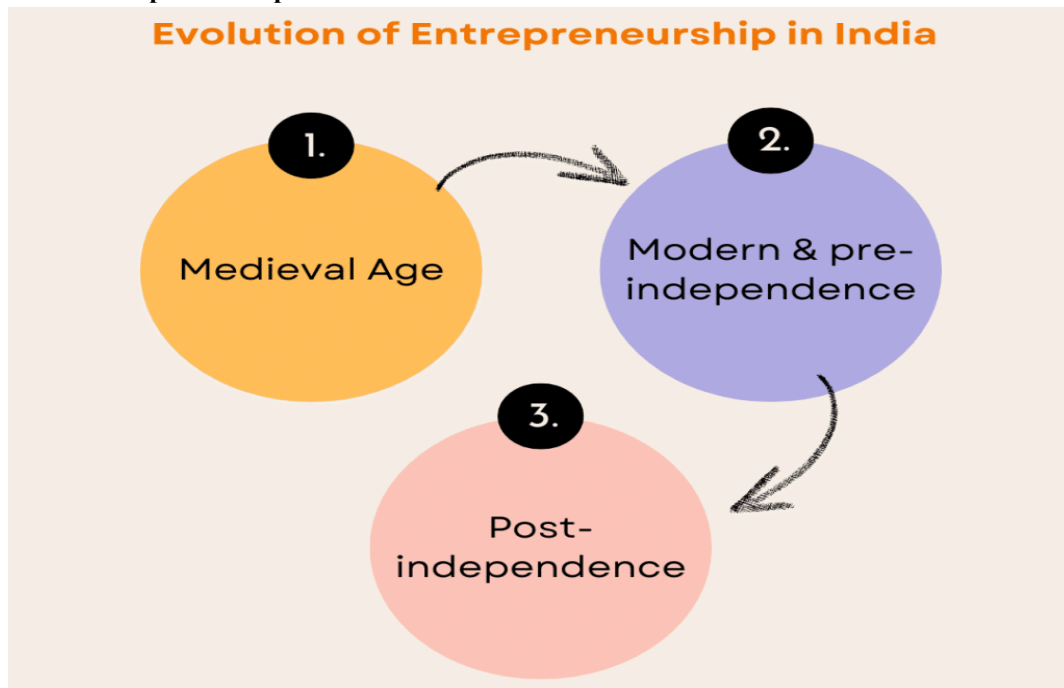 Evolution of Entrepreneurship in India
1.
Medieval Age
2.
Modern & pre-
independence
3.
Post-
independence